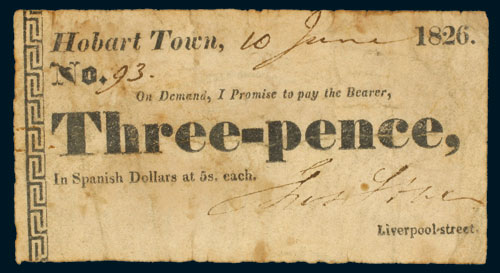 Hobart Town, 10 June 1826.
No. 93.
On Demand, I Promise to pay the Bearer,
Three-pence,
In Spanish Dollars at 5s. each.
Liverpool-street.